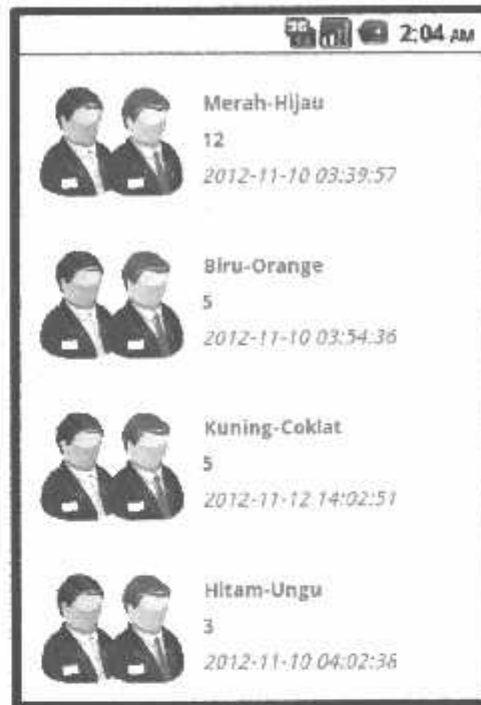 2:04 AM
Merah-Hijau
12
2012-11-10 03:39:57
Biru-Orange
5
2012-11-10 03:54:36
Kuning-Coklat
5
2012-11-12 14:02:51
Hitam-Ungu
3
2012-11-10 04:02:38